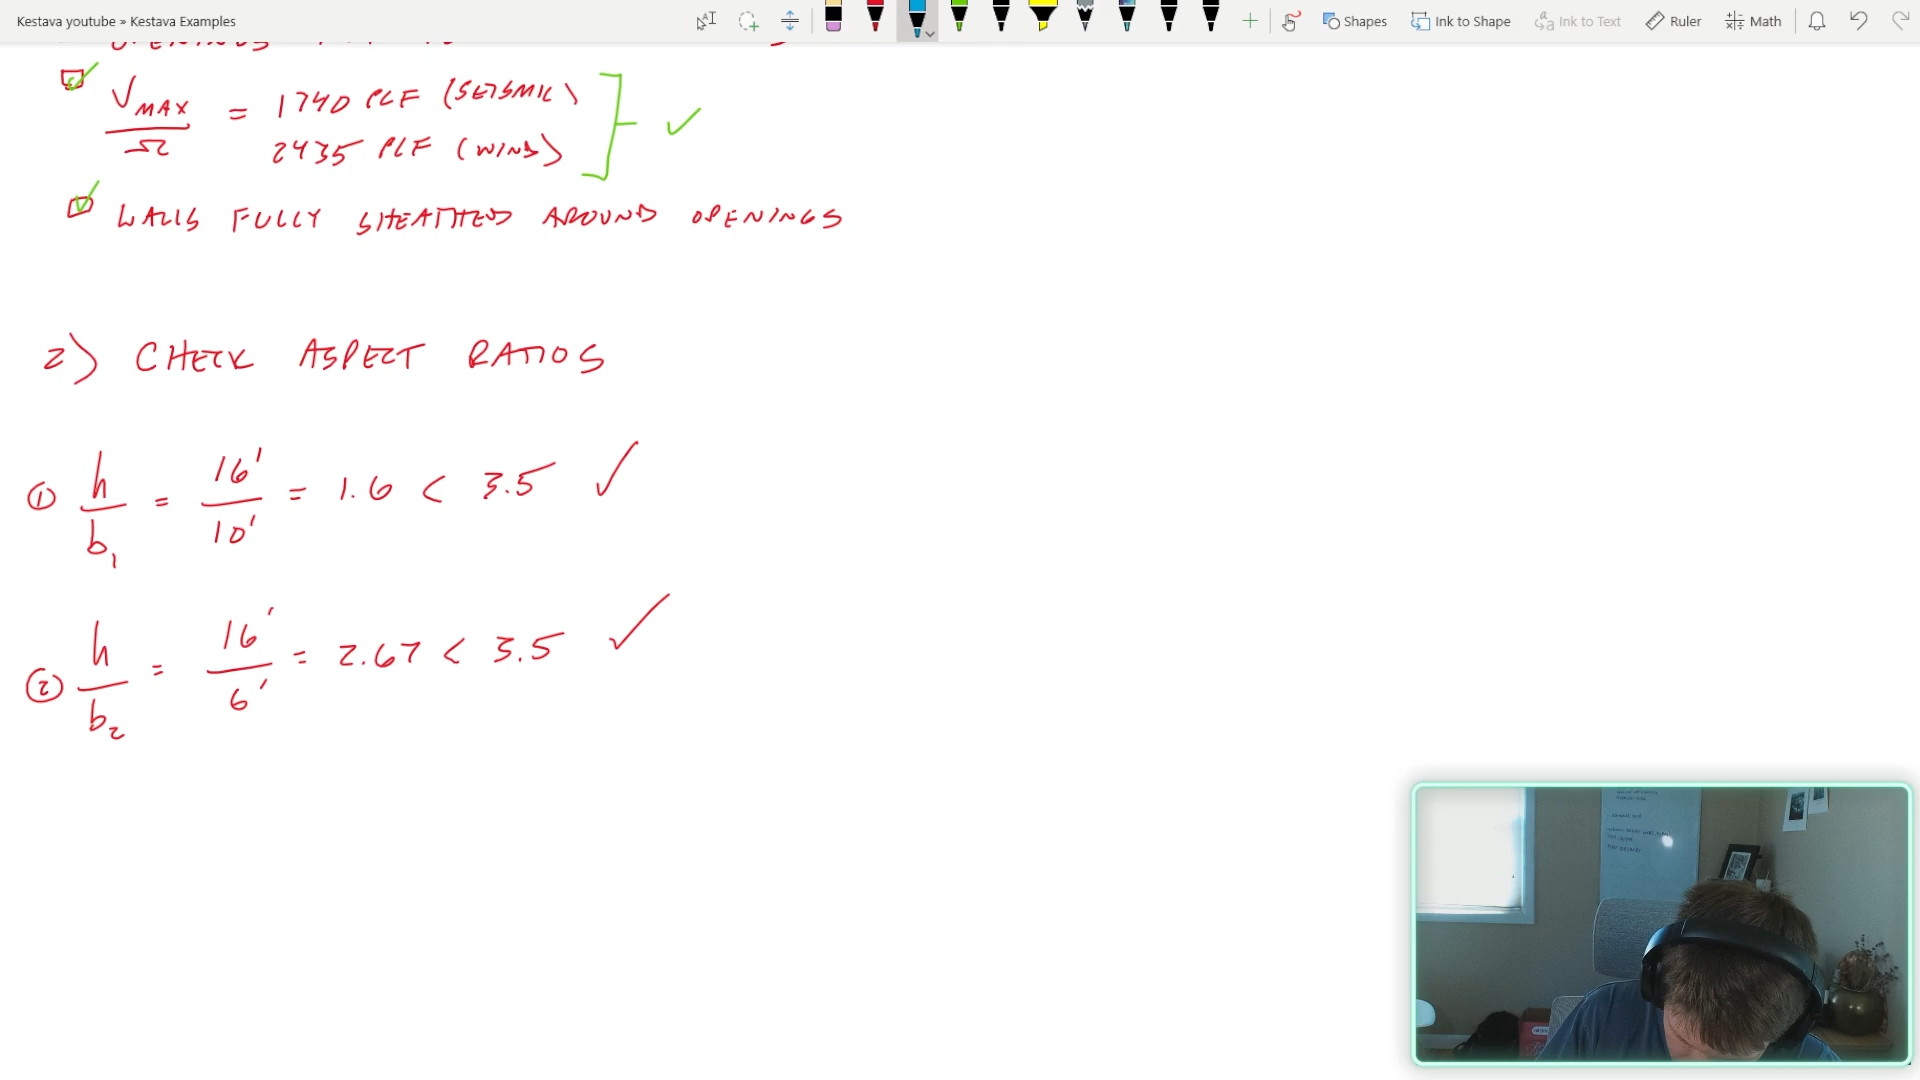 Kestava youtube » Kestava Examples
Shapes Ink to Shape Ink to Text Ruler Math
OPENINGS
V MAX / Ω = 1740 PLF (SEISMIC)
2435 PLF (WIND)
WALLS FULLY SHEATHED AROUND OPENINGS
2) CHECK ASPECT RATIOS
① h/b₁ = 16'/10' = 1.6 < 3.5 ✓
② h/b₂ = 16'/6' = 2.67 < 3.5 ✓